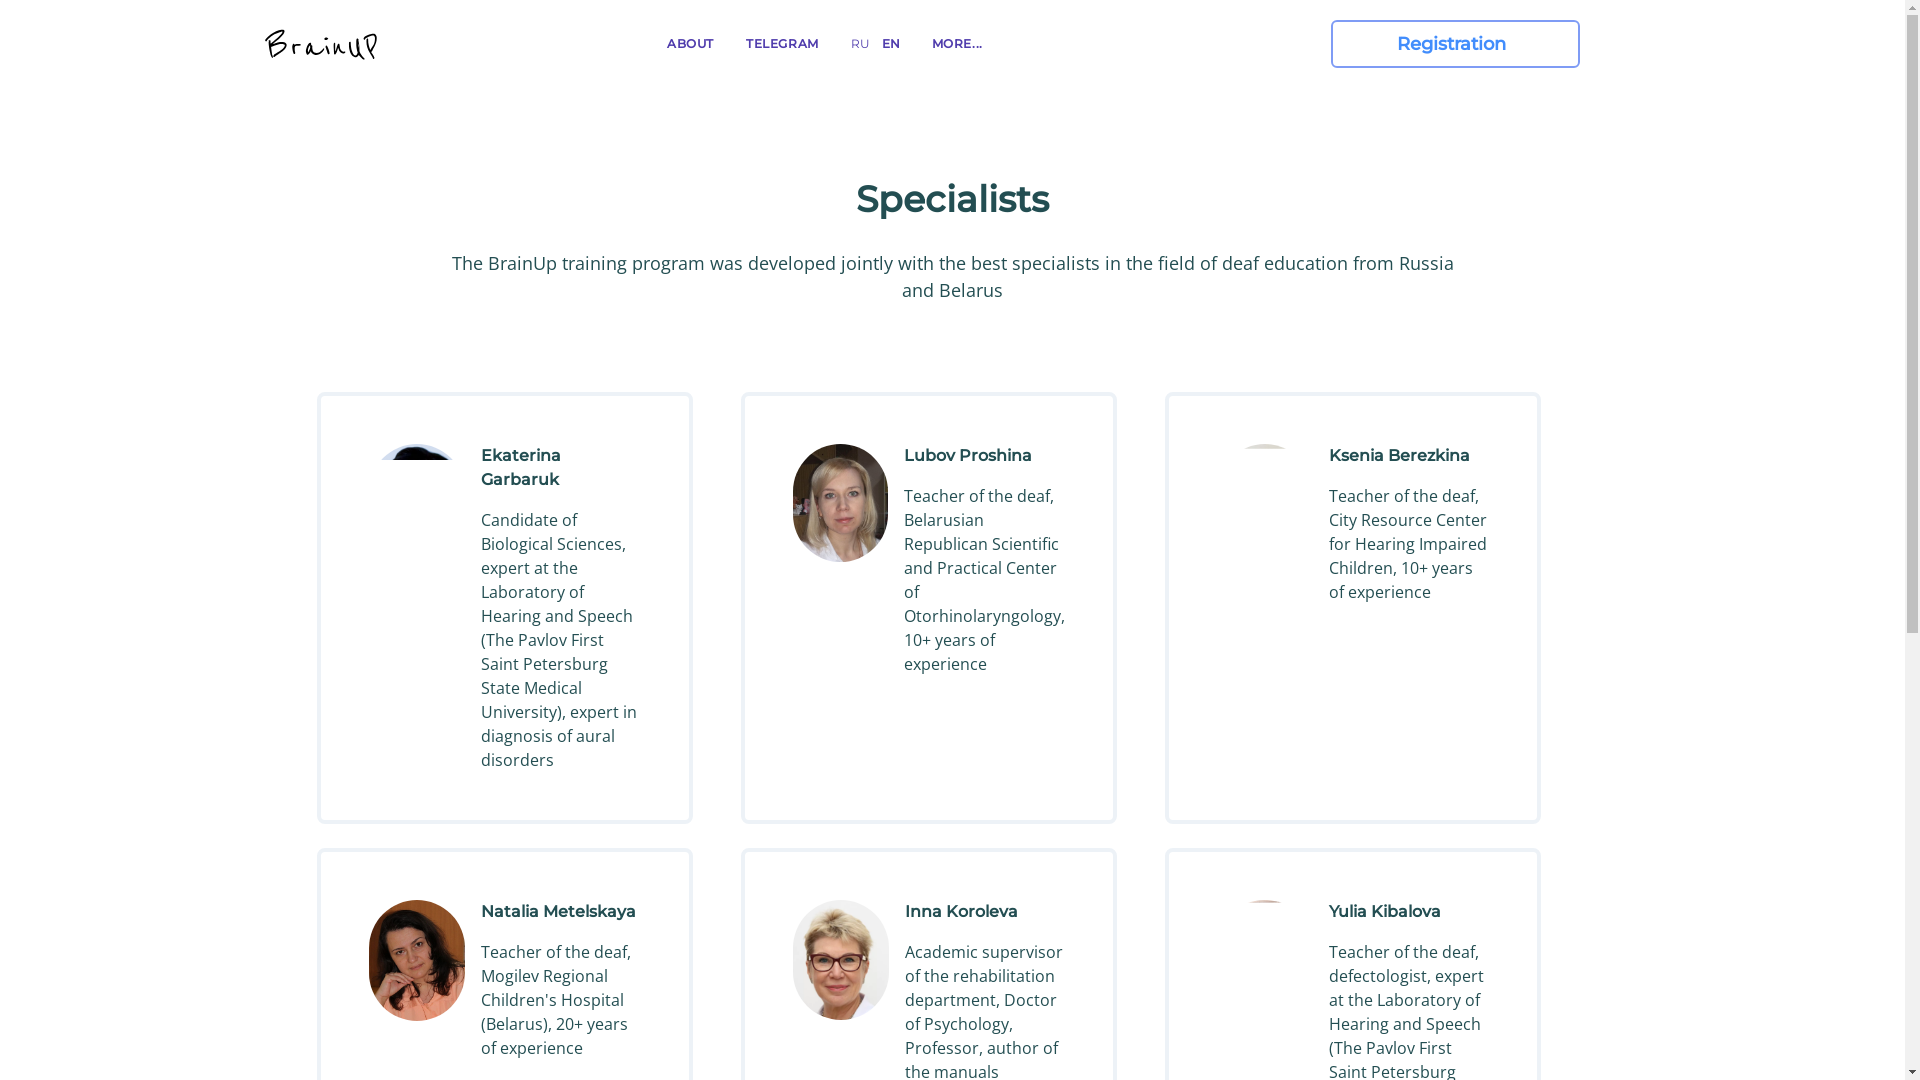 BrainUP
ABOUT
TELEGRAM
RU
EN
MORE...
Registration
Specialists
The BrainUp training program was developed jointly with the best specialists in the field of deaf education from Russia
and Belarus
Ekaterina
Garbaruk
Candidate of
Biological Sciences,
expert at the
Laboratory of
Hearing and Speech
(The Pavlov First
Saint Petersburg
State Medical
University), expert in
diagnosis of aural
disorders
Lubov Proshina
Teacher of the deaf,
Belarusian
Republican Scientific
and Practical Center
of
Otorhinolaryngology,
10+ years of
experience
Ksenia Berezkina
Teacher of the deaf,
City Resource Center
for Hearing Impaired
Children, 10+ years
of experience
Natalia Metelskaya
Teacher of the deaf,
Mogilev Regional
Children's Hospital
(Belarus), 20+ years
of experience
Inna Koroleva
Academic supervisor
of the rehabilitation
department, Doctor
of Psychology,
Professor, author of
the manuals
Yulia Kibalova
Teacher of the deaf,
defectologist, expert
at the Laboratory of
Hearing and Speech
(The Pavlov First
Saint Petersburg